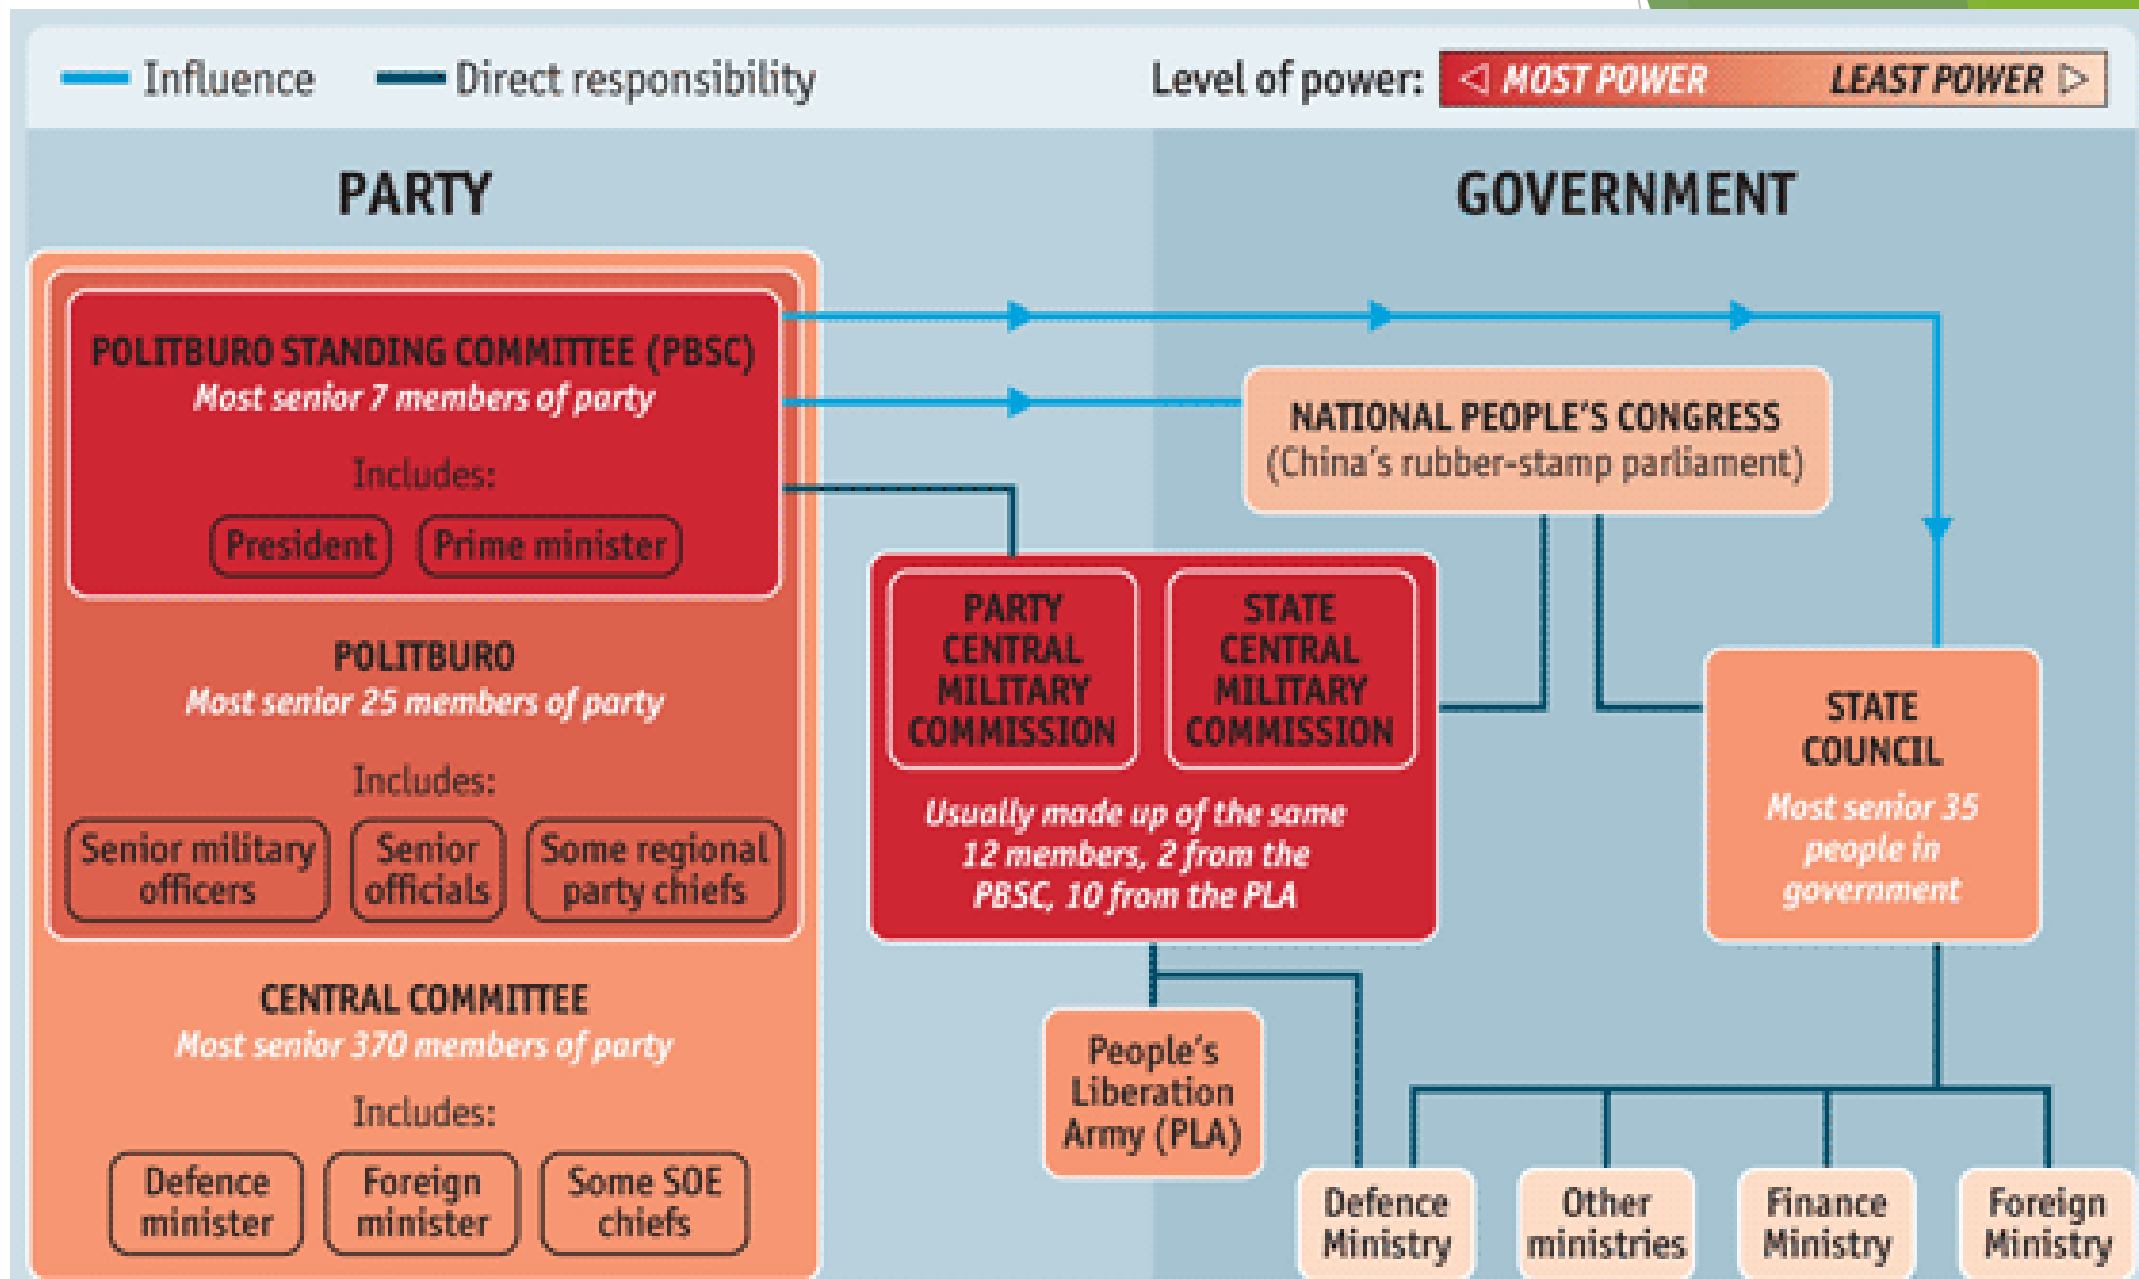 Influence
Direct responsibility
Level of power:
MOST POWER
LEAST POWER
PARTY
GOVERNMENT
POLITBURO STANDING COMMITTEE (PBSC)
Most senior 7 members of party
Includes:
President
Prime minister
POLITBURO
Most senior 25 members of party
Includes:
Senior military
officers
Senior
officials
Some regional
party chiefs
CENTRAL COMMITTEE
Most senior 370 members of party
Includes:
Defence
minister
Foreign
minister
Some SOE
chiefs
NATIONAL PEOPLE'S CONGRESS
(China's rubber-stamp parliament)
PARTY
CENTRAL
MILITARY
COMMISSION
STATE
CENTRAL
MILITARY
COMMISSION
Usually made up of the same
12 members, 2 from the
PBSC, 10 from the PLA
STATE
COUNCIL
Most senior 35
people in
government
People's
Liberation
Army (PLA)
Defence
Ministry
Other
ministries
Finance
Ministry
Foreign
Ministry